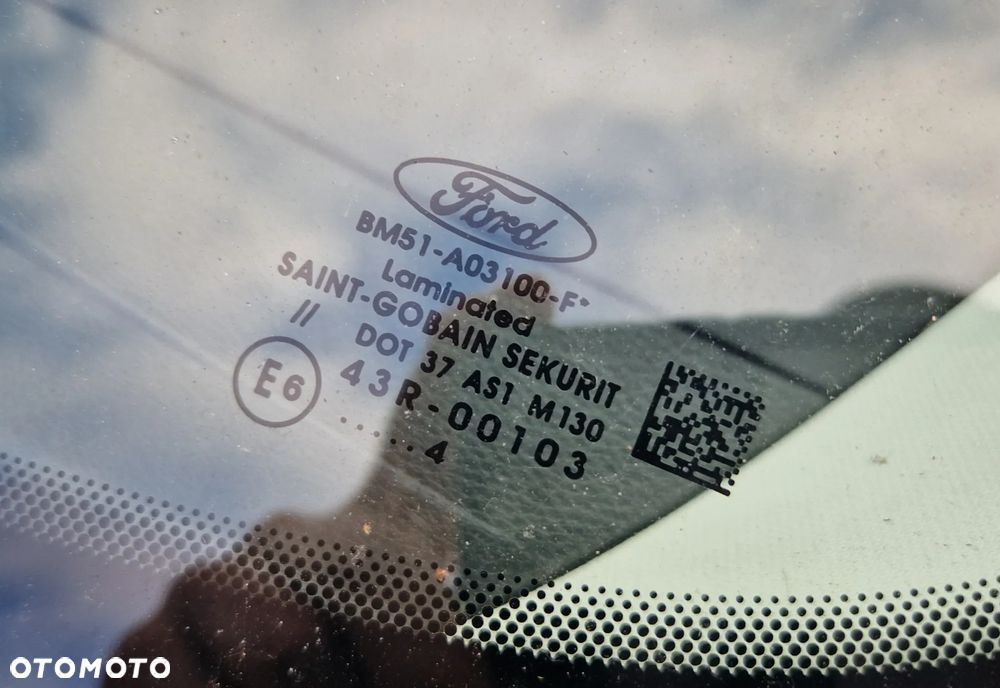 Ford
BM51-A03100-F*
Laminated
SAINT-GOBAIN SEKURIT
// DOT 37 AS1 M130
E6 43R-00103
.....4
OTOMOTO